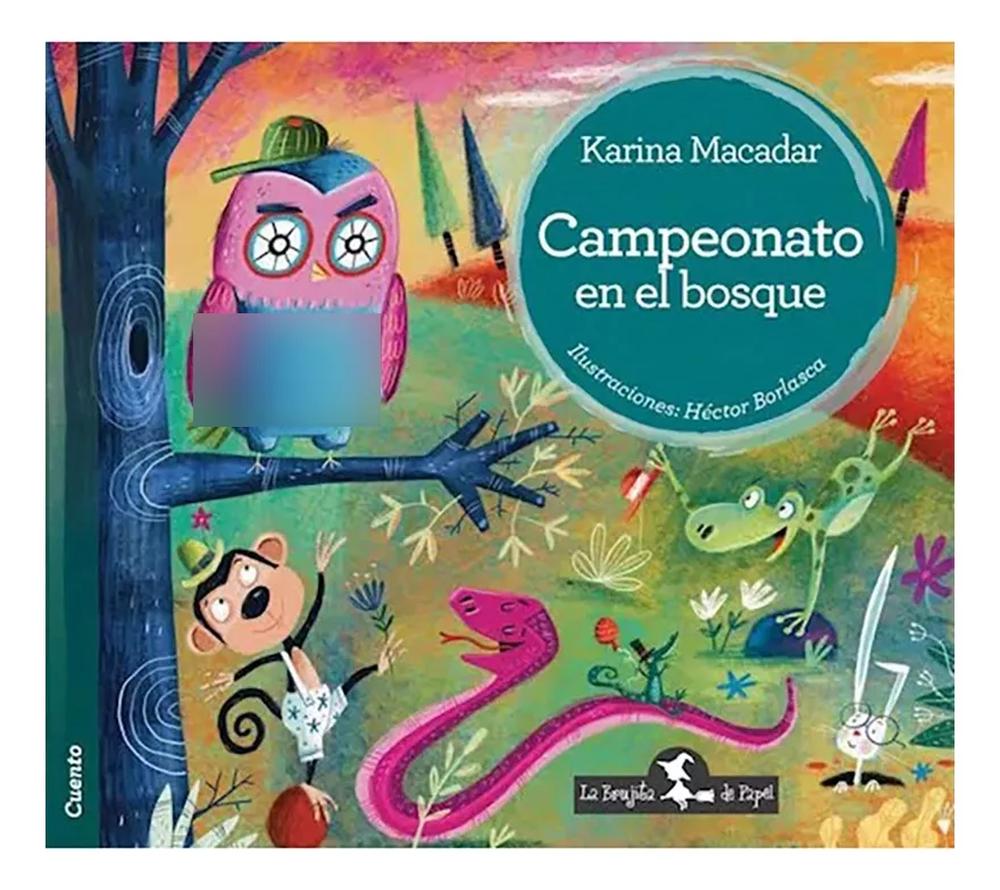 Karina Macadar
Campeonato
en el bosque
Ilustraciones: Héctor Borlasca
Cuento
La Brujita de Papel